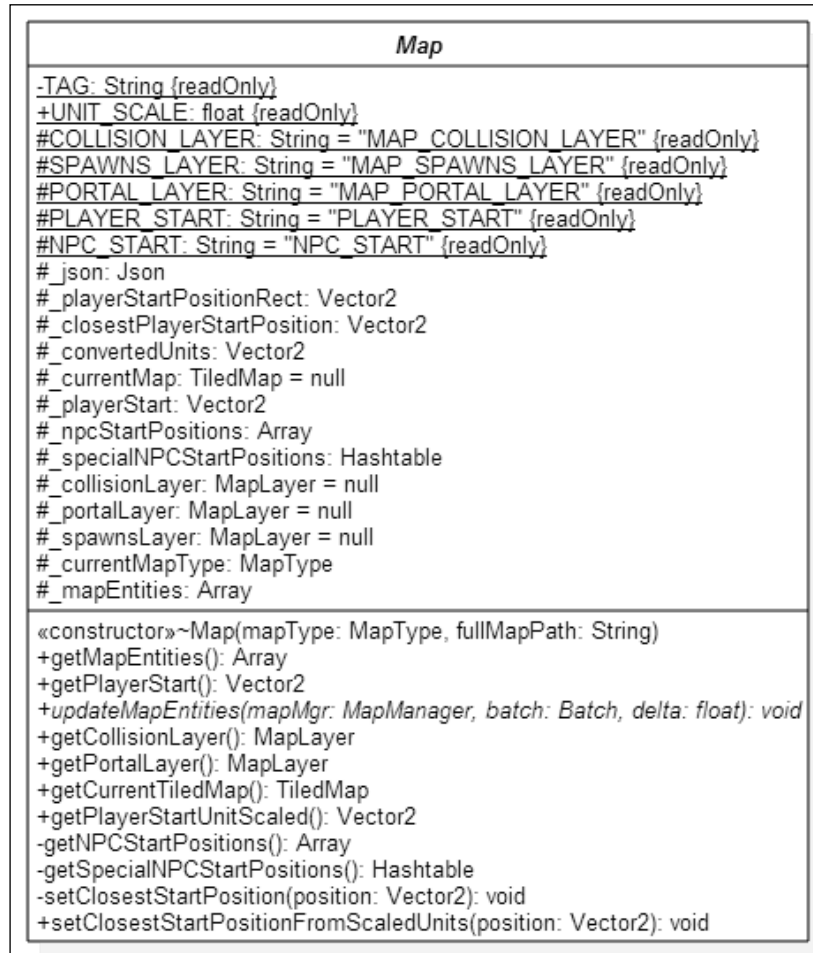 Map
-TAG: String {readOnly}
+UNIT_SCALE: float {readOnly}
#COLLISION_LAYER: String = "MAP_COLLISION_LAYER" {readOnly}
#SPAWNS_LAYER: String = "MAP_SPAWNS_LAYER" {readOnly}
#PORTAL_LAYER: String = "MAP_PORTAL_LAYER" {readOnly}
#PLAYER_START: String = "PLAYER_START" {readOnly}
#NPC_START: String = "NPC_START" {readOnly}
#_json: Json
#_playerStartPositionRect: Vector2
#_closestPlayerStartPosition: Vector2
#_convertedUnits: Vector2
#_currentMap: TiledMap = null
#_playerStart: Vector2
#_npcStartPositions: Array
#_specialNPCStartPositions: Hashtable
#_collisionLayer: MapLayer = null
#_portalLayer: MapLayer = null
#_spawnsLayer: MapLayer = null
#_currentMapType: MapType
#_mapEntities: Array
«constructor»~Map(mapType: MapType, fullMapPath: String)
+getMapEntities(): Array
+getPlayerStart(): Vector2
+updateMapEntities(mapMgr: MapManager, batch: Batch, delta: float): void
+getCollisionLayer(): MapLayer
+getPortalLayer(): MapLayer
+getCurrentTiledMap(): TiledMap
+getPlayerStartUnitScaled(): Vector2
-getNPCStartPositions(): Array
-getSpecialNPCStartPositions(): Hashtable
-setClosestStartPosition(position: Vector2): void
+setClosestStartPositionFromScaledUnits(position: Vector2): void